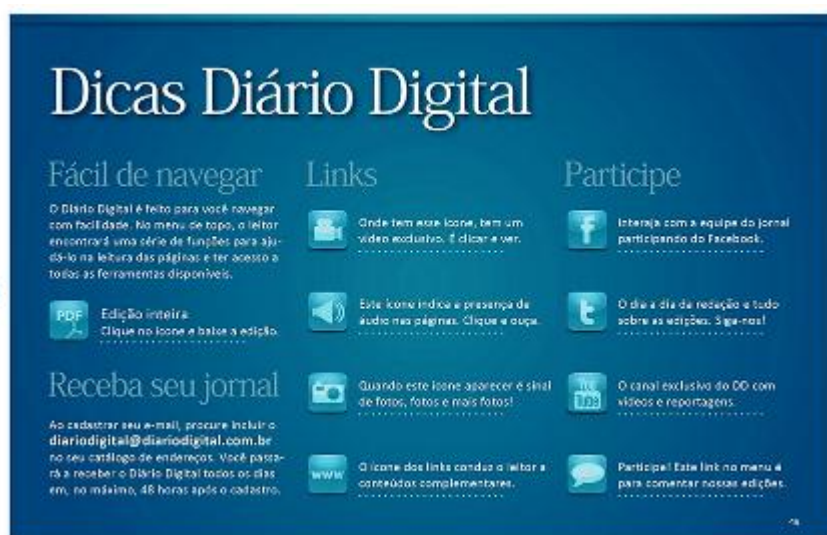 Dicas Diário Digital
Fácil de navegar
O Diário Digital é feito para você navegar
com facilidade. No menu de topo, o leitor
encontrará uma série de funções para aju-
dá-lo na leitura das páginas e ter acesso a
todas as ferramentas disponíveis.
PDF
Edição inteira
Clique no ícone e baixe a edição.
Receba seu jornal
Ao cadastrar seu e-mail, procure incluir o
diariodigital@diariodigital.com.br
no seu catálogo de endereços. Você passa-
rá a receber o Diário Digital todos os dias
em, no máximo, 48 horas após o cadastro.
Links
Onde tem esse ícone, tem um
vídeo exclusivo. É clicar e ver.
Este ícone indica a presença de
áudio nas páginas. Clique e ouça.
Quando este ícone aparecer é sinal
de fotos, fotos e mais fotos!
www
O ícone dos links conduz o leitor a
conteúdos complementares.
Participe
f
Interaja com a equipe do jornal
participando do Facebook.
t
O dia a dia da redação e tudo
sobre as edições. Siga-nos!
You
Tube
O canal exclusivo do DD com
vídeos e reportagens.
Participe! Este link no menu é
para comentar nossas edições.